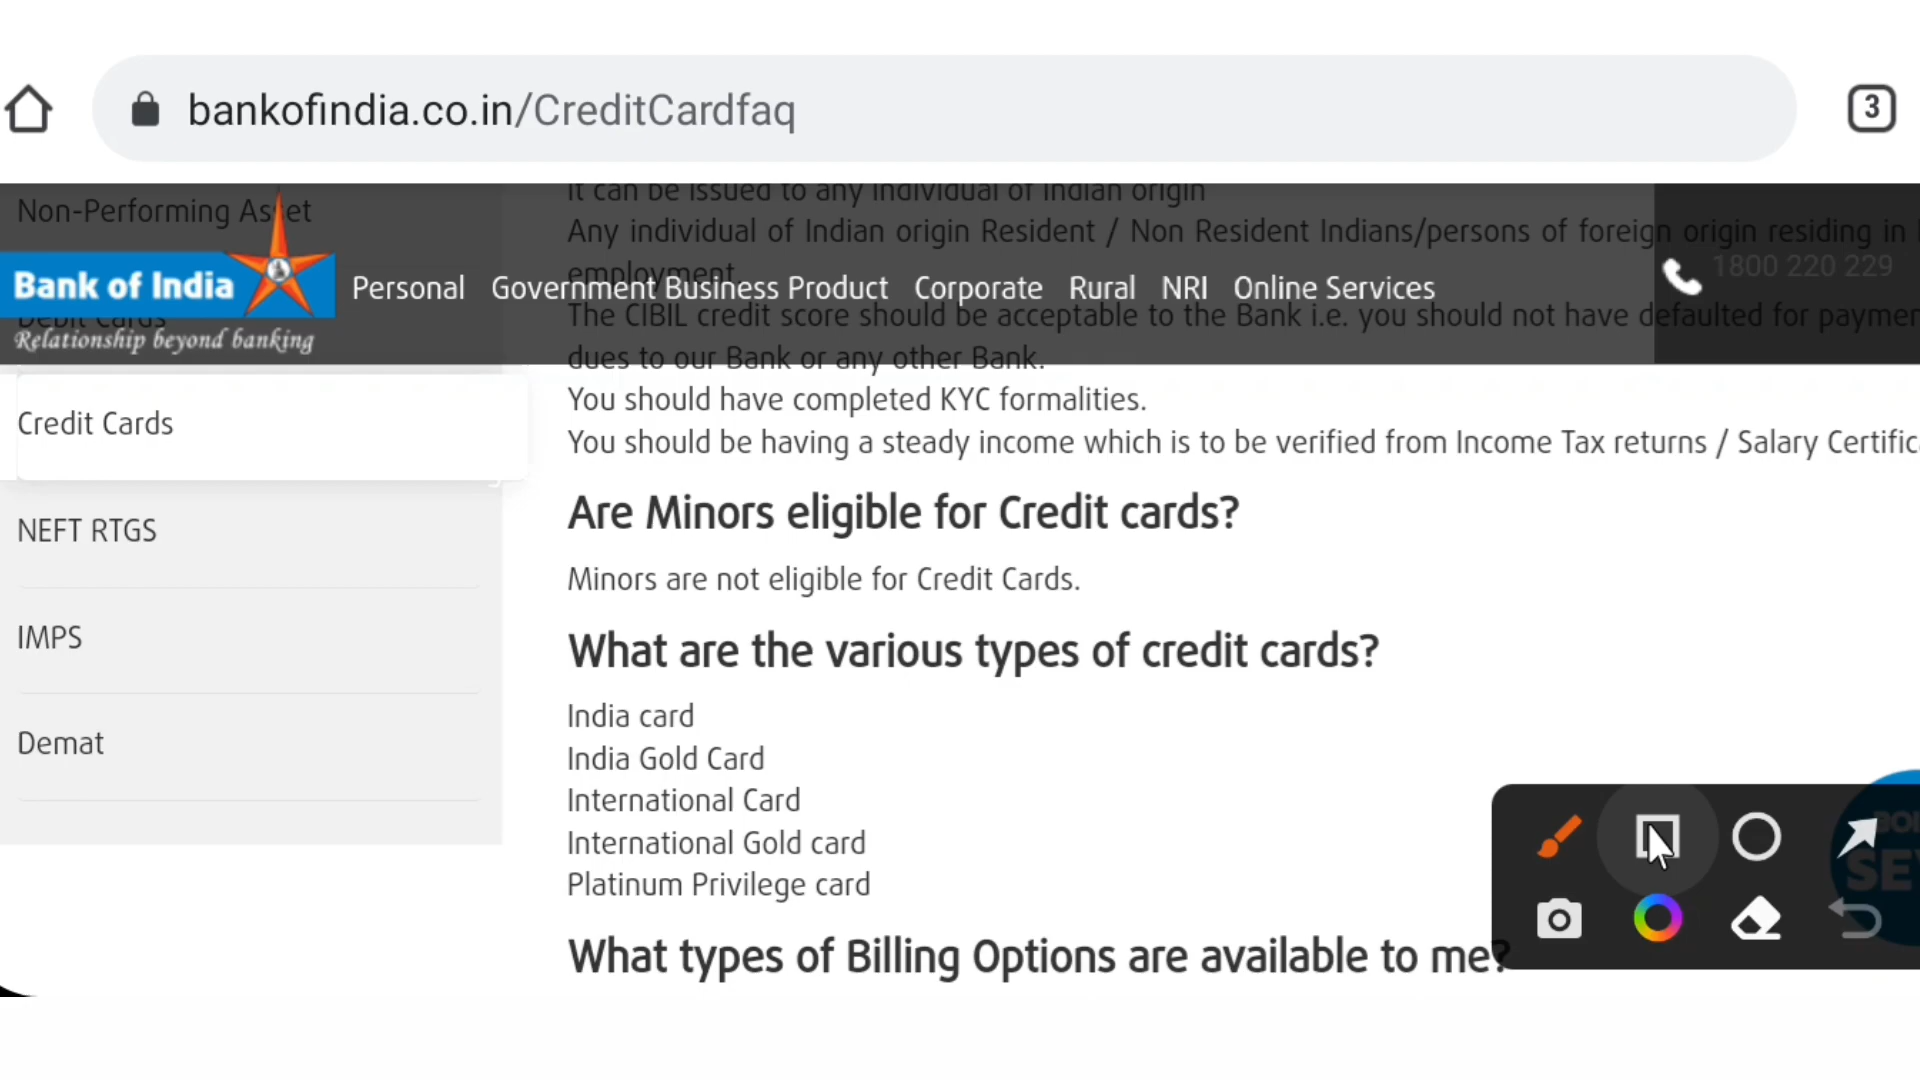 bankofindia.co.in/CreditCardfaq
3
Non-Performing Asset
Bank of India
Relationship beyond banking
Debit Cards
Personal
Government Business Product
Corporate
Rural
NRI
Online Services
1800 220 229
Credit Cards
NEFT RTGS
IMPS
Demat
It can be issued to any individual of Indian origin
Any individual of Indian origin Resident / Non Resident Indians/persons of foreign origin residing in
employment
The CIBIL credit score should be acceptable to the Bank i.e. you should not have defaulted for
dues to our Bank or any other Bank.
You should have completed KYC formalities.
You should be having a steady income which is to be verified from Income Tax returns / Salary
Are Minors eligible for Credit cards?
Minors are not eligible for Credit Cards.
What are the various types of credit cards?
India card
India Gold Card
International Card
International Gold card
Platinum Privilege card
What types of Billing Options are available to me?